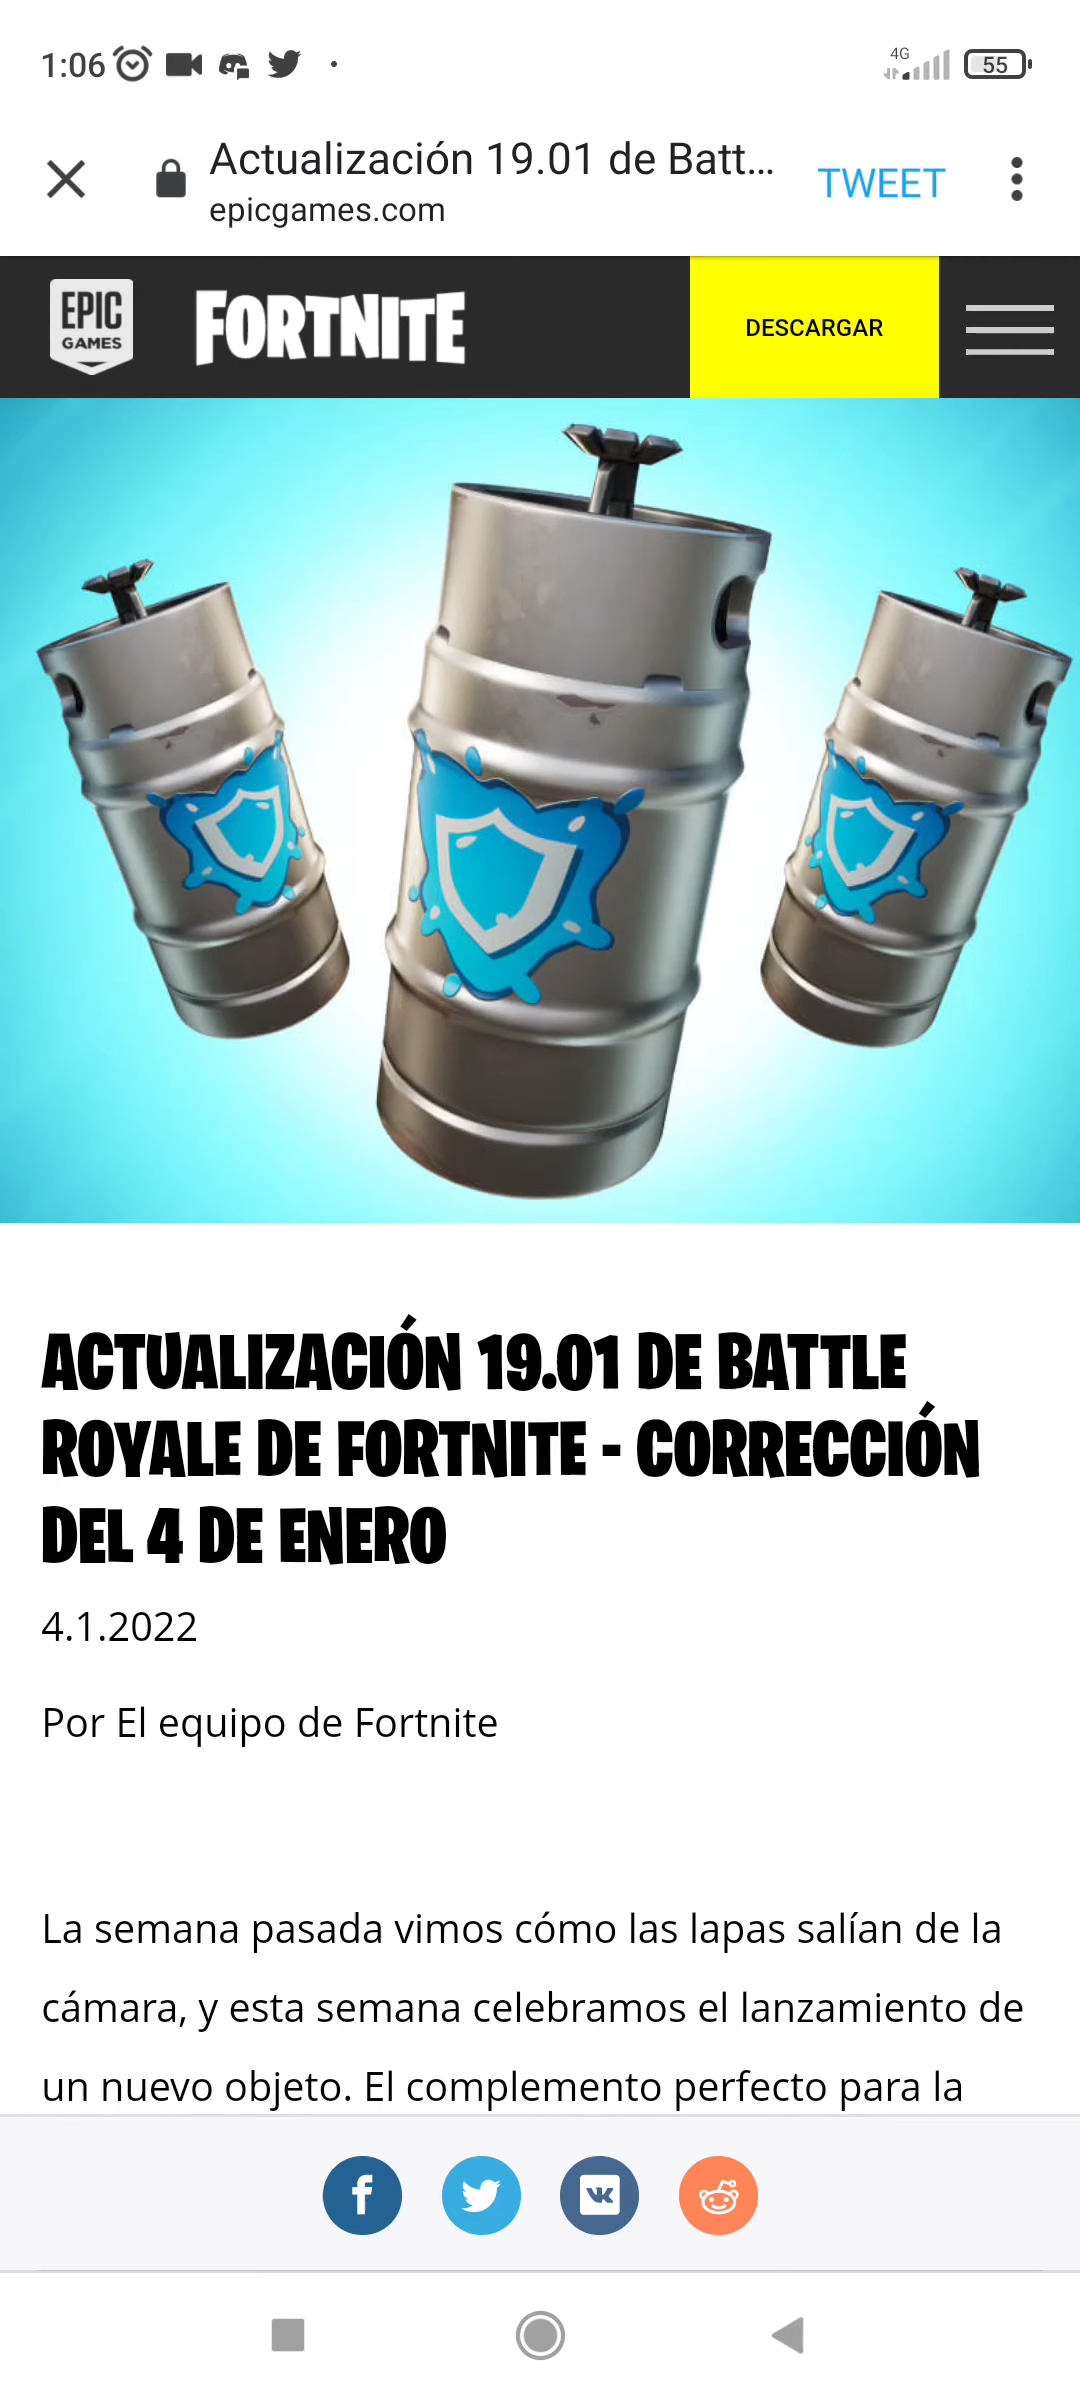 1:06
4G
55
Actualización 19.01 de Batt...
epicgames.com
TWEET
EPIC
GAMES
FORTNITE
DESCARGAR
ACTUALIZACIÓN 19.01 DE BATTLE
ROYALE DE FORTNITE - CORRECCIÓN
DEL 4 DE ENERO
4.1.2022
Por El equipo de Fortnite
La semana pasada vimos cómo las lapas salían de la
cámara, y esta semana celebramos el lanzamiento de
un nuevo objeto. El complemento perfecto para la